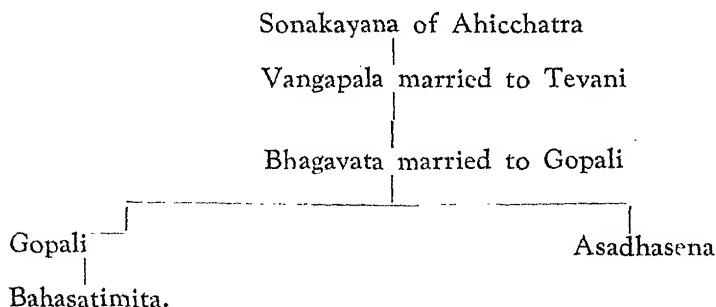 Sonakayana of Ahicchatra
Vangapala married to Tevani
Bhagavata married to Gopali
Gopali
Asadhasena
Bahasatimita.